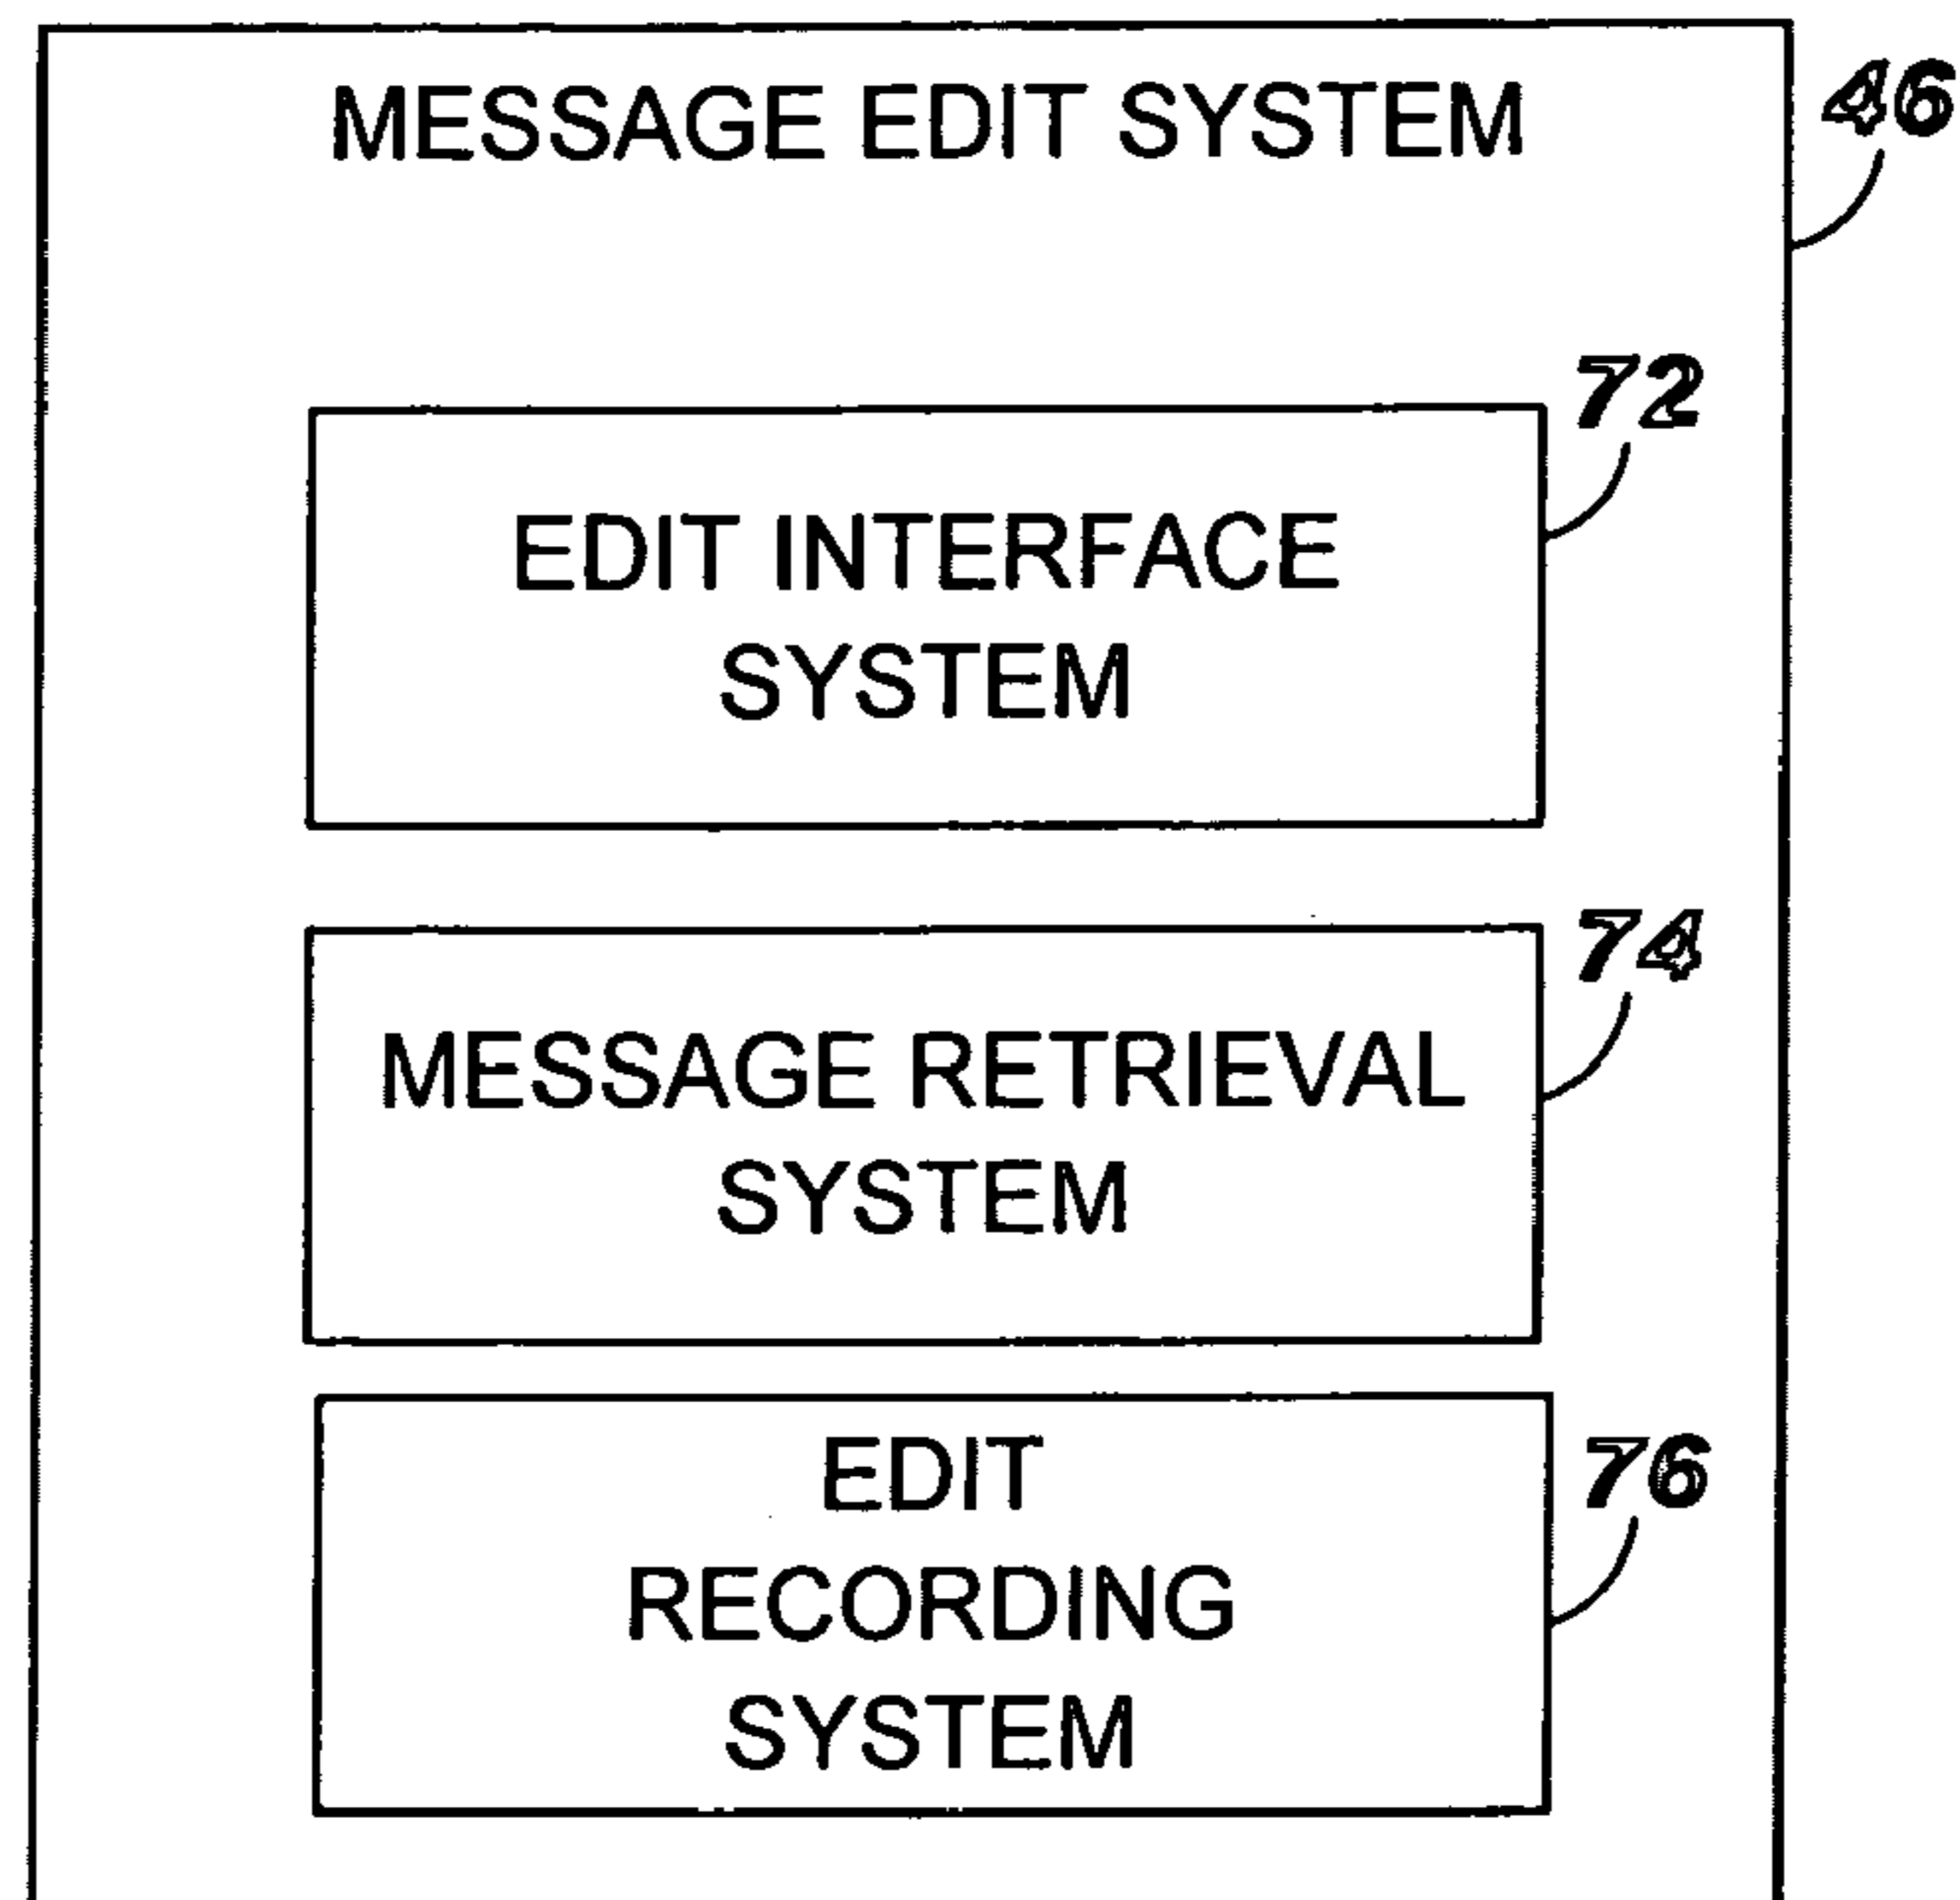 MESSAGE EDIT SYSTEM
46
72
EDIT INTERFACE
SYSTEM
74
MESSAGE RETRIEVAL
SYSTEM
76
EDIT
RECORDING
SYSTEM